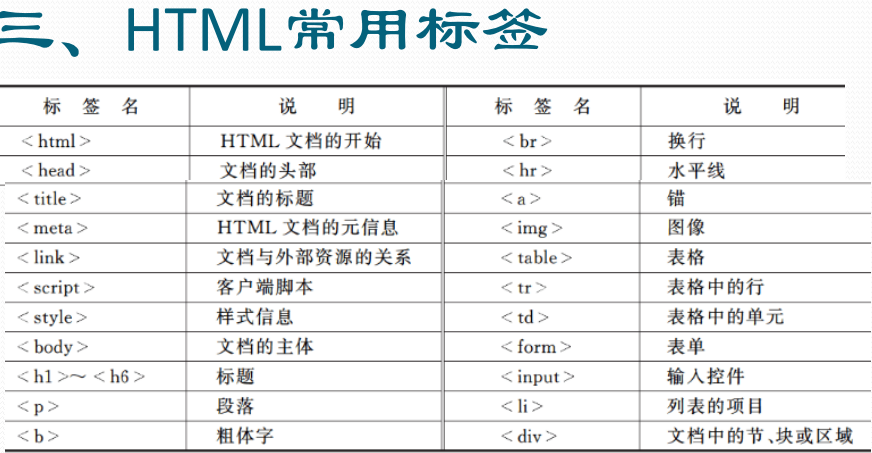 三、HTML常用标签
标 签 名 说 明 标 签 名 说 明
<html> HTML 文档的开始 <br> 换行
<head> 文档的头部 <hr> 水平线
<title> 文档的标题 <a> 锚
<meta> HTML 文档的元信息 <img> 图像
<link> 文档与外部资源的关系 <table> 表格
<script> 客户端脚本 <tr> 表格中的行
<style> 样式信息 <td> 表格中的单元
<body> 文档的主体 <form> 表单
<h1>~<h6> 标题 <input> 输入控件
<p> 段落 <li> 列表的项目
<b> 粗体字 <div> 文档中的节、块或区域